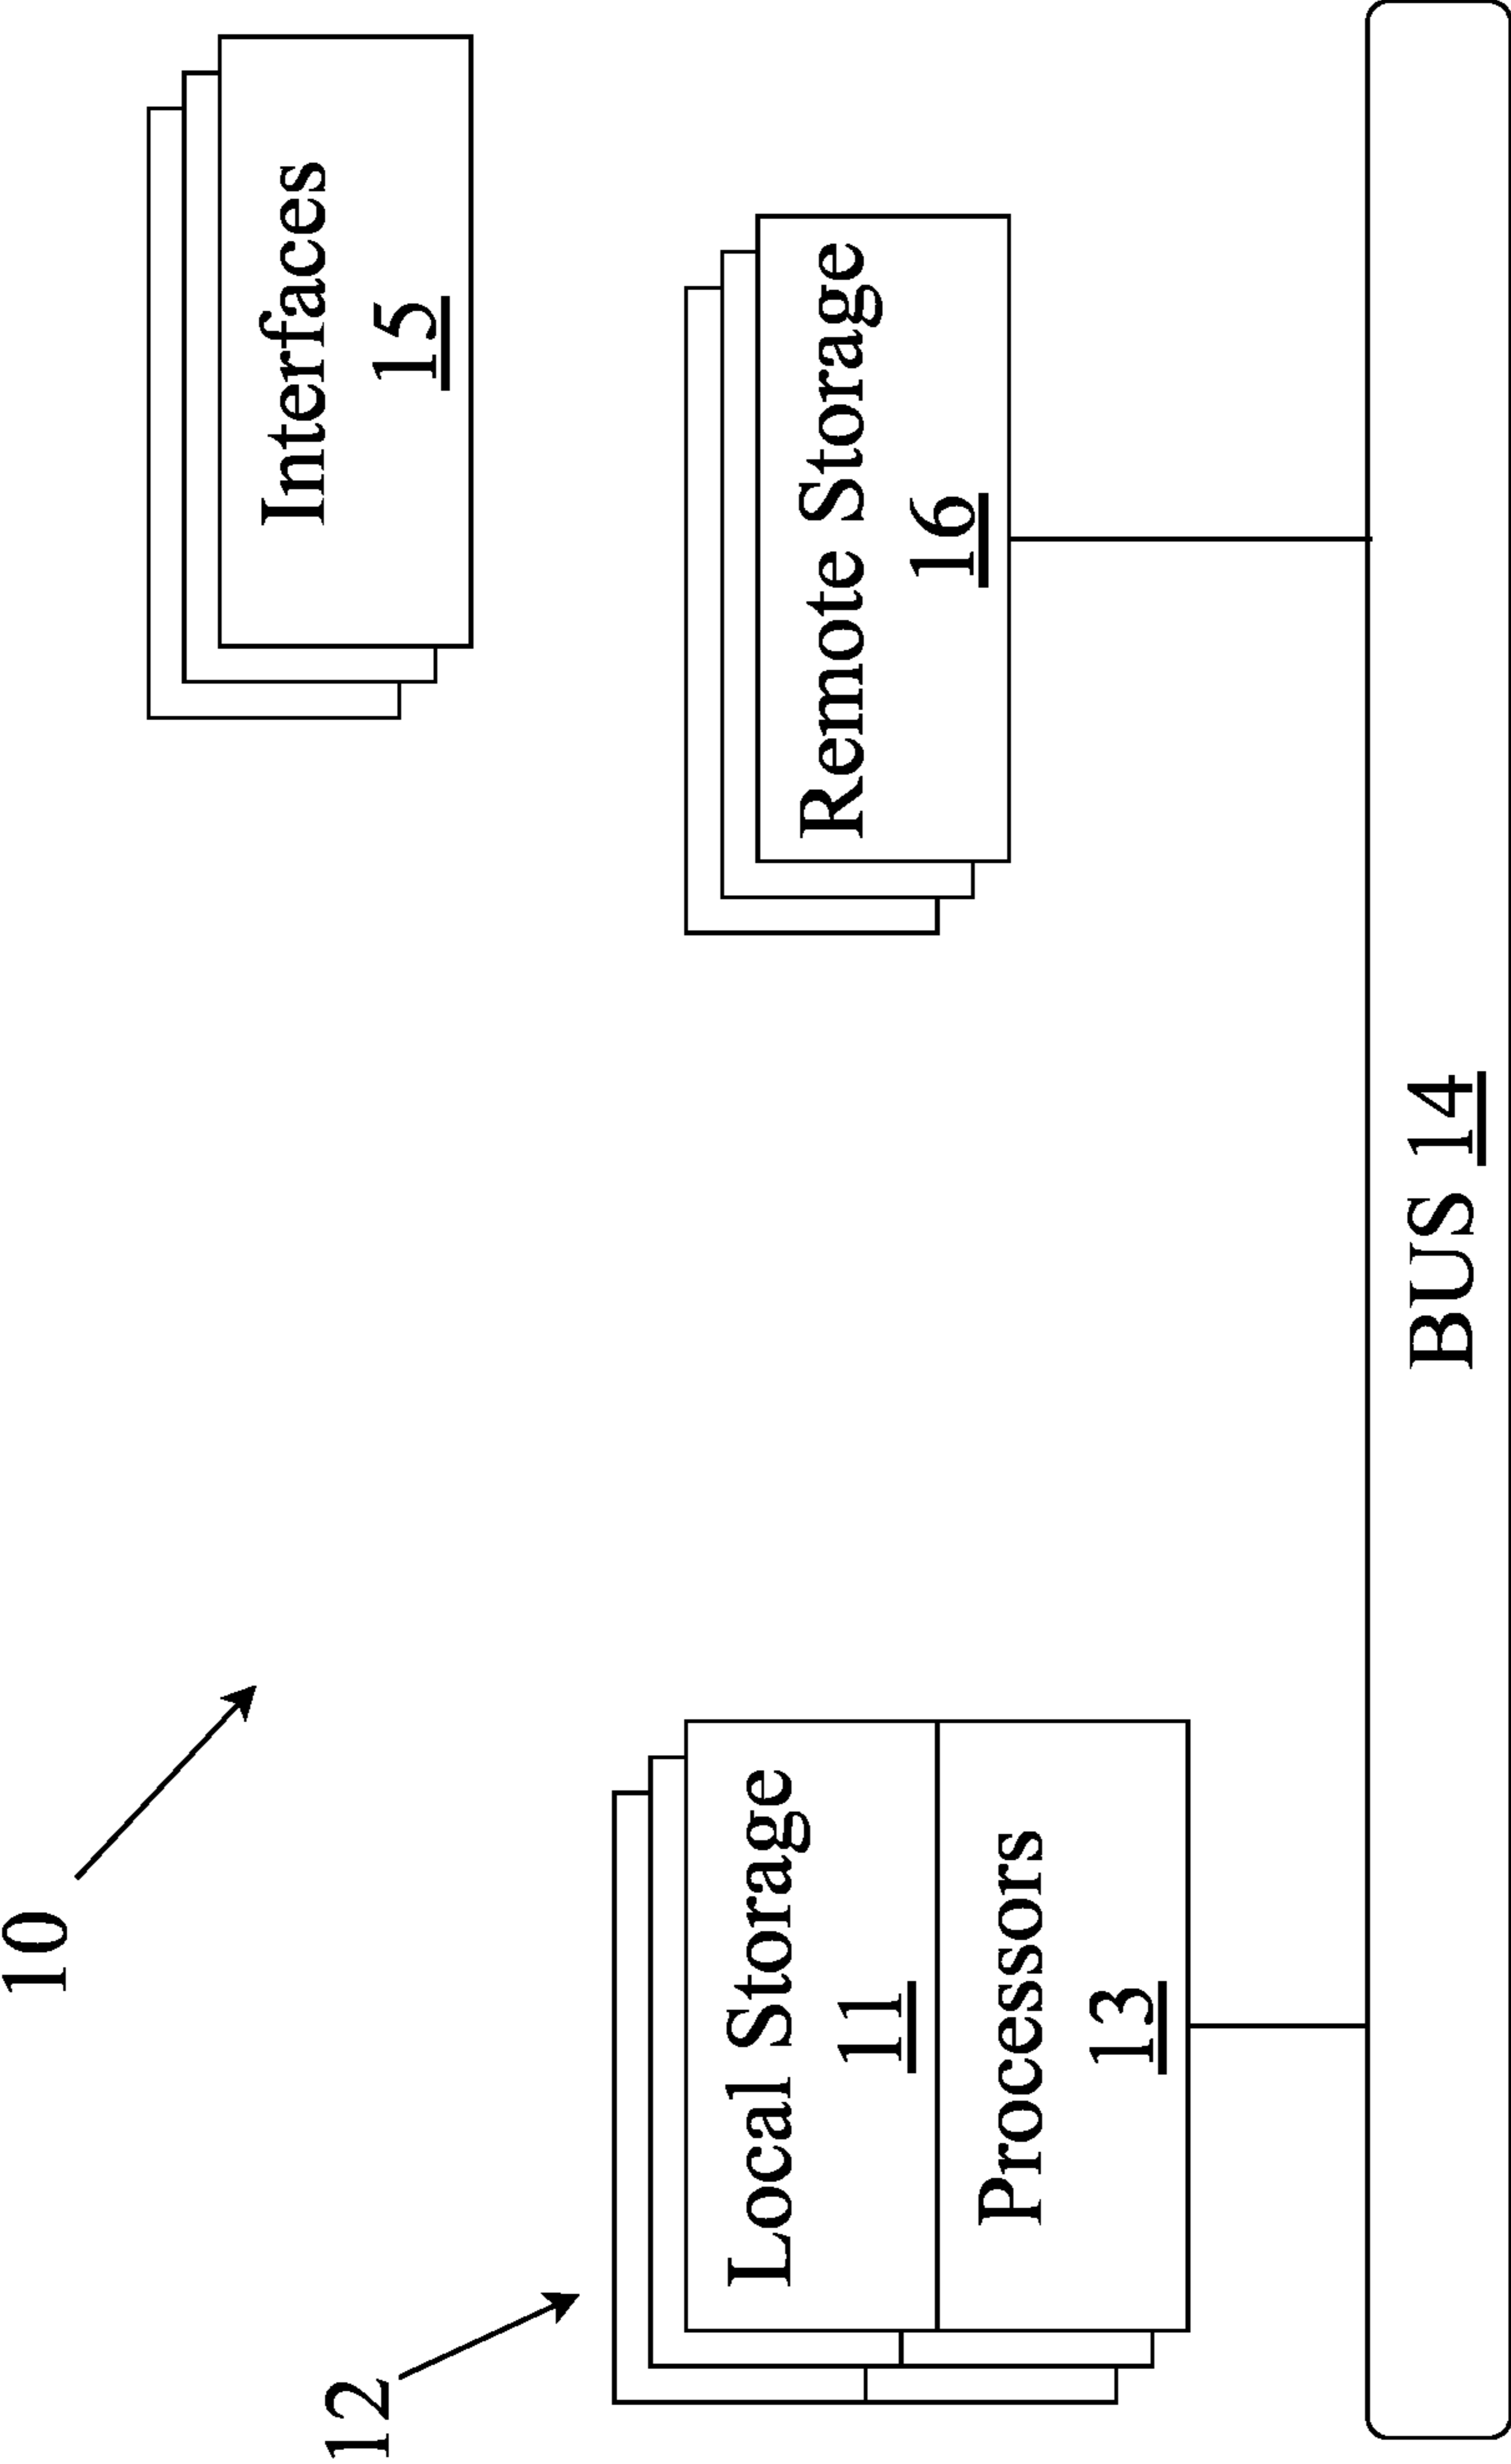 10
Interfaces
15
12
Local Storage
11
Processors
13
Remote Storage
16
BUS 14